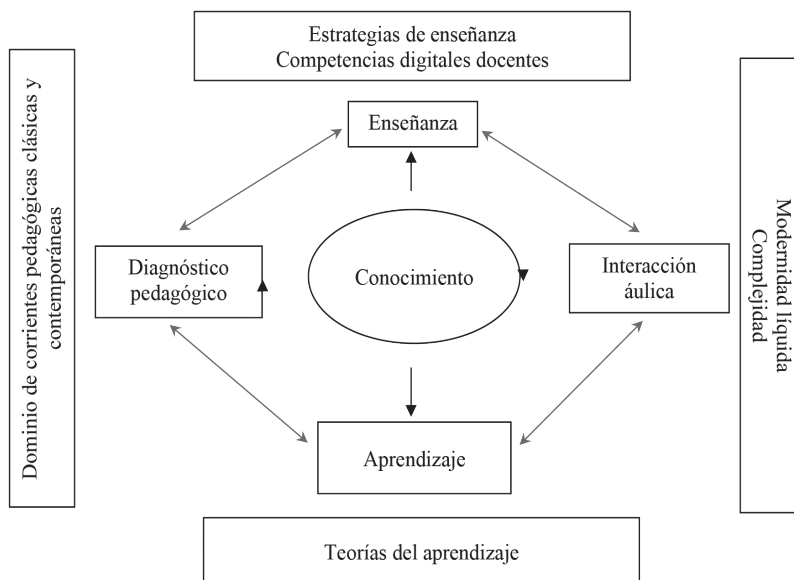 Estrategias de enseñanza
Competencias digitales docentes
Dominio de corrientes pedagógicas clásicas y
contemporáneas
Enseñanza
Diagnóstico
pedagógico
Conocimiento
Interacción
áulica
Modernidad líquida
Complejidad
Aprendizaje
Teorías del aprendizaje